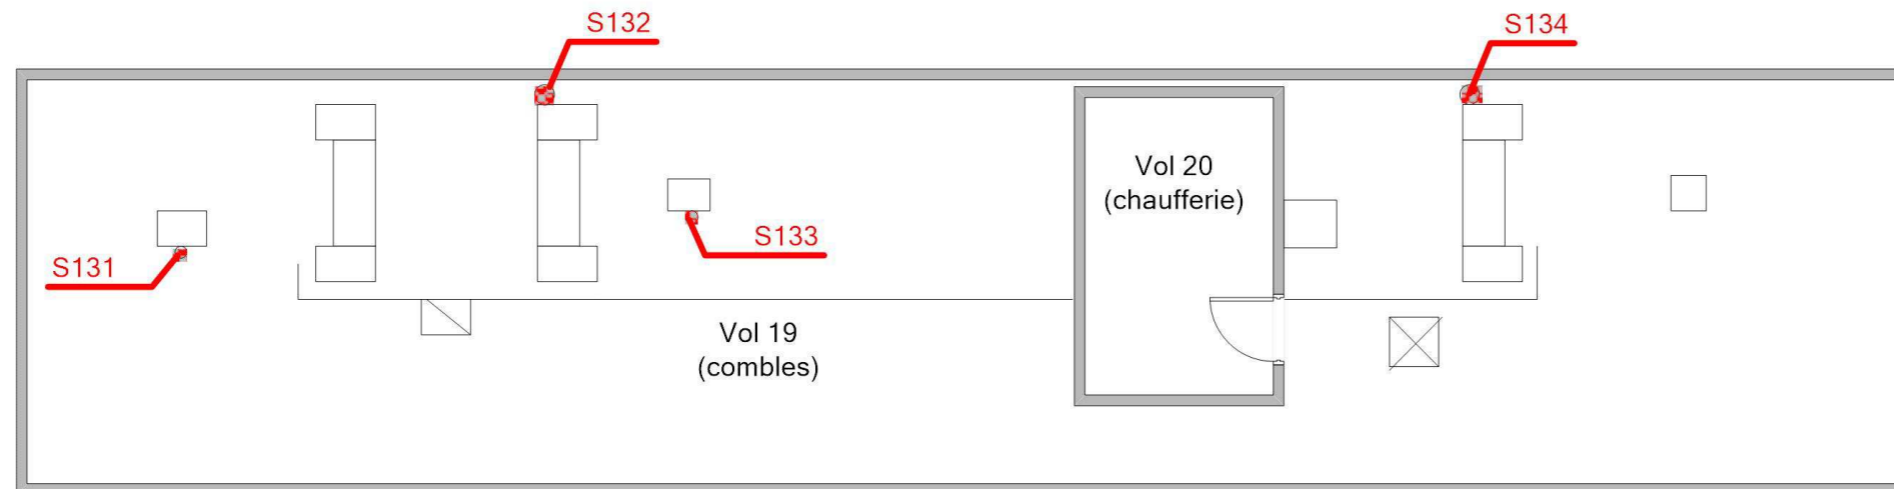 S132
S134
Vol 20
(chaufferie)
S133
S131
Vol 19
(combles)